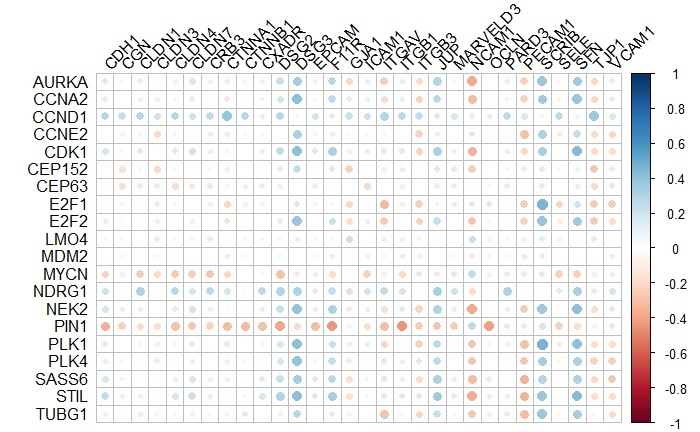 CDH1
CGN
CLDN1
CLDN3
CLDN4
CLDN7
CRB3
CTNNA1
CTNNB1
CXADR
DSG2
DSG3
EPCAM
F11R
GJA1
ICAM1
ITGAV
ITGB1
ITGB3
JUP
MARVELD3
NCAM1
OCLN
PARD3
PECAM1
SCRIB
SELE
SFN
TJP1
VCAM1
AURKA
CCNA2
CCND1
CCNE2
CDK1
CEP152
CEP63
E2F1
E2F2
LMO4
MDM2
MYCN
NDRG1
NEK2
PIN1
PLK1
PLK4
SASS6
STIL
TUBG1
1
0.8
0.6
0.4
0.2
0
-0.2
-0.4
-0.6
-0.8
-1